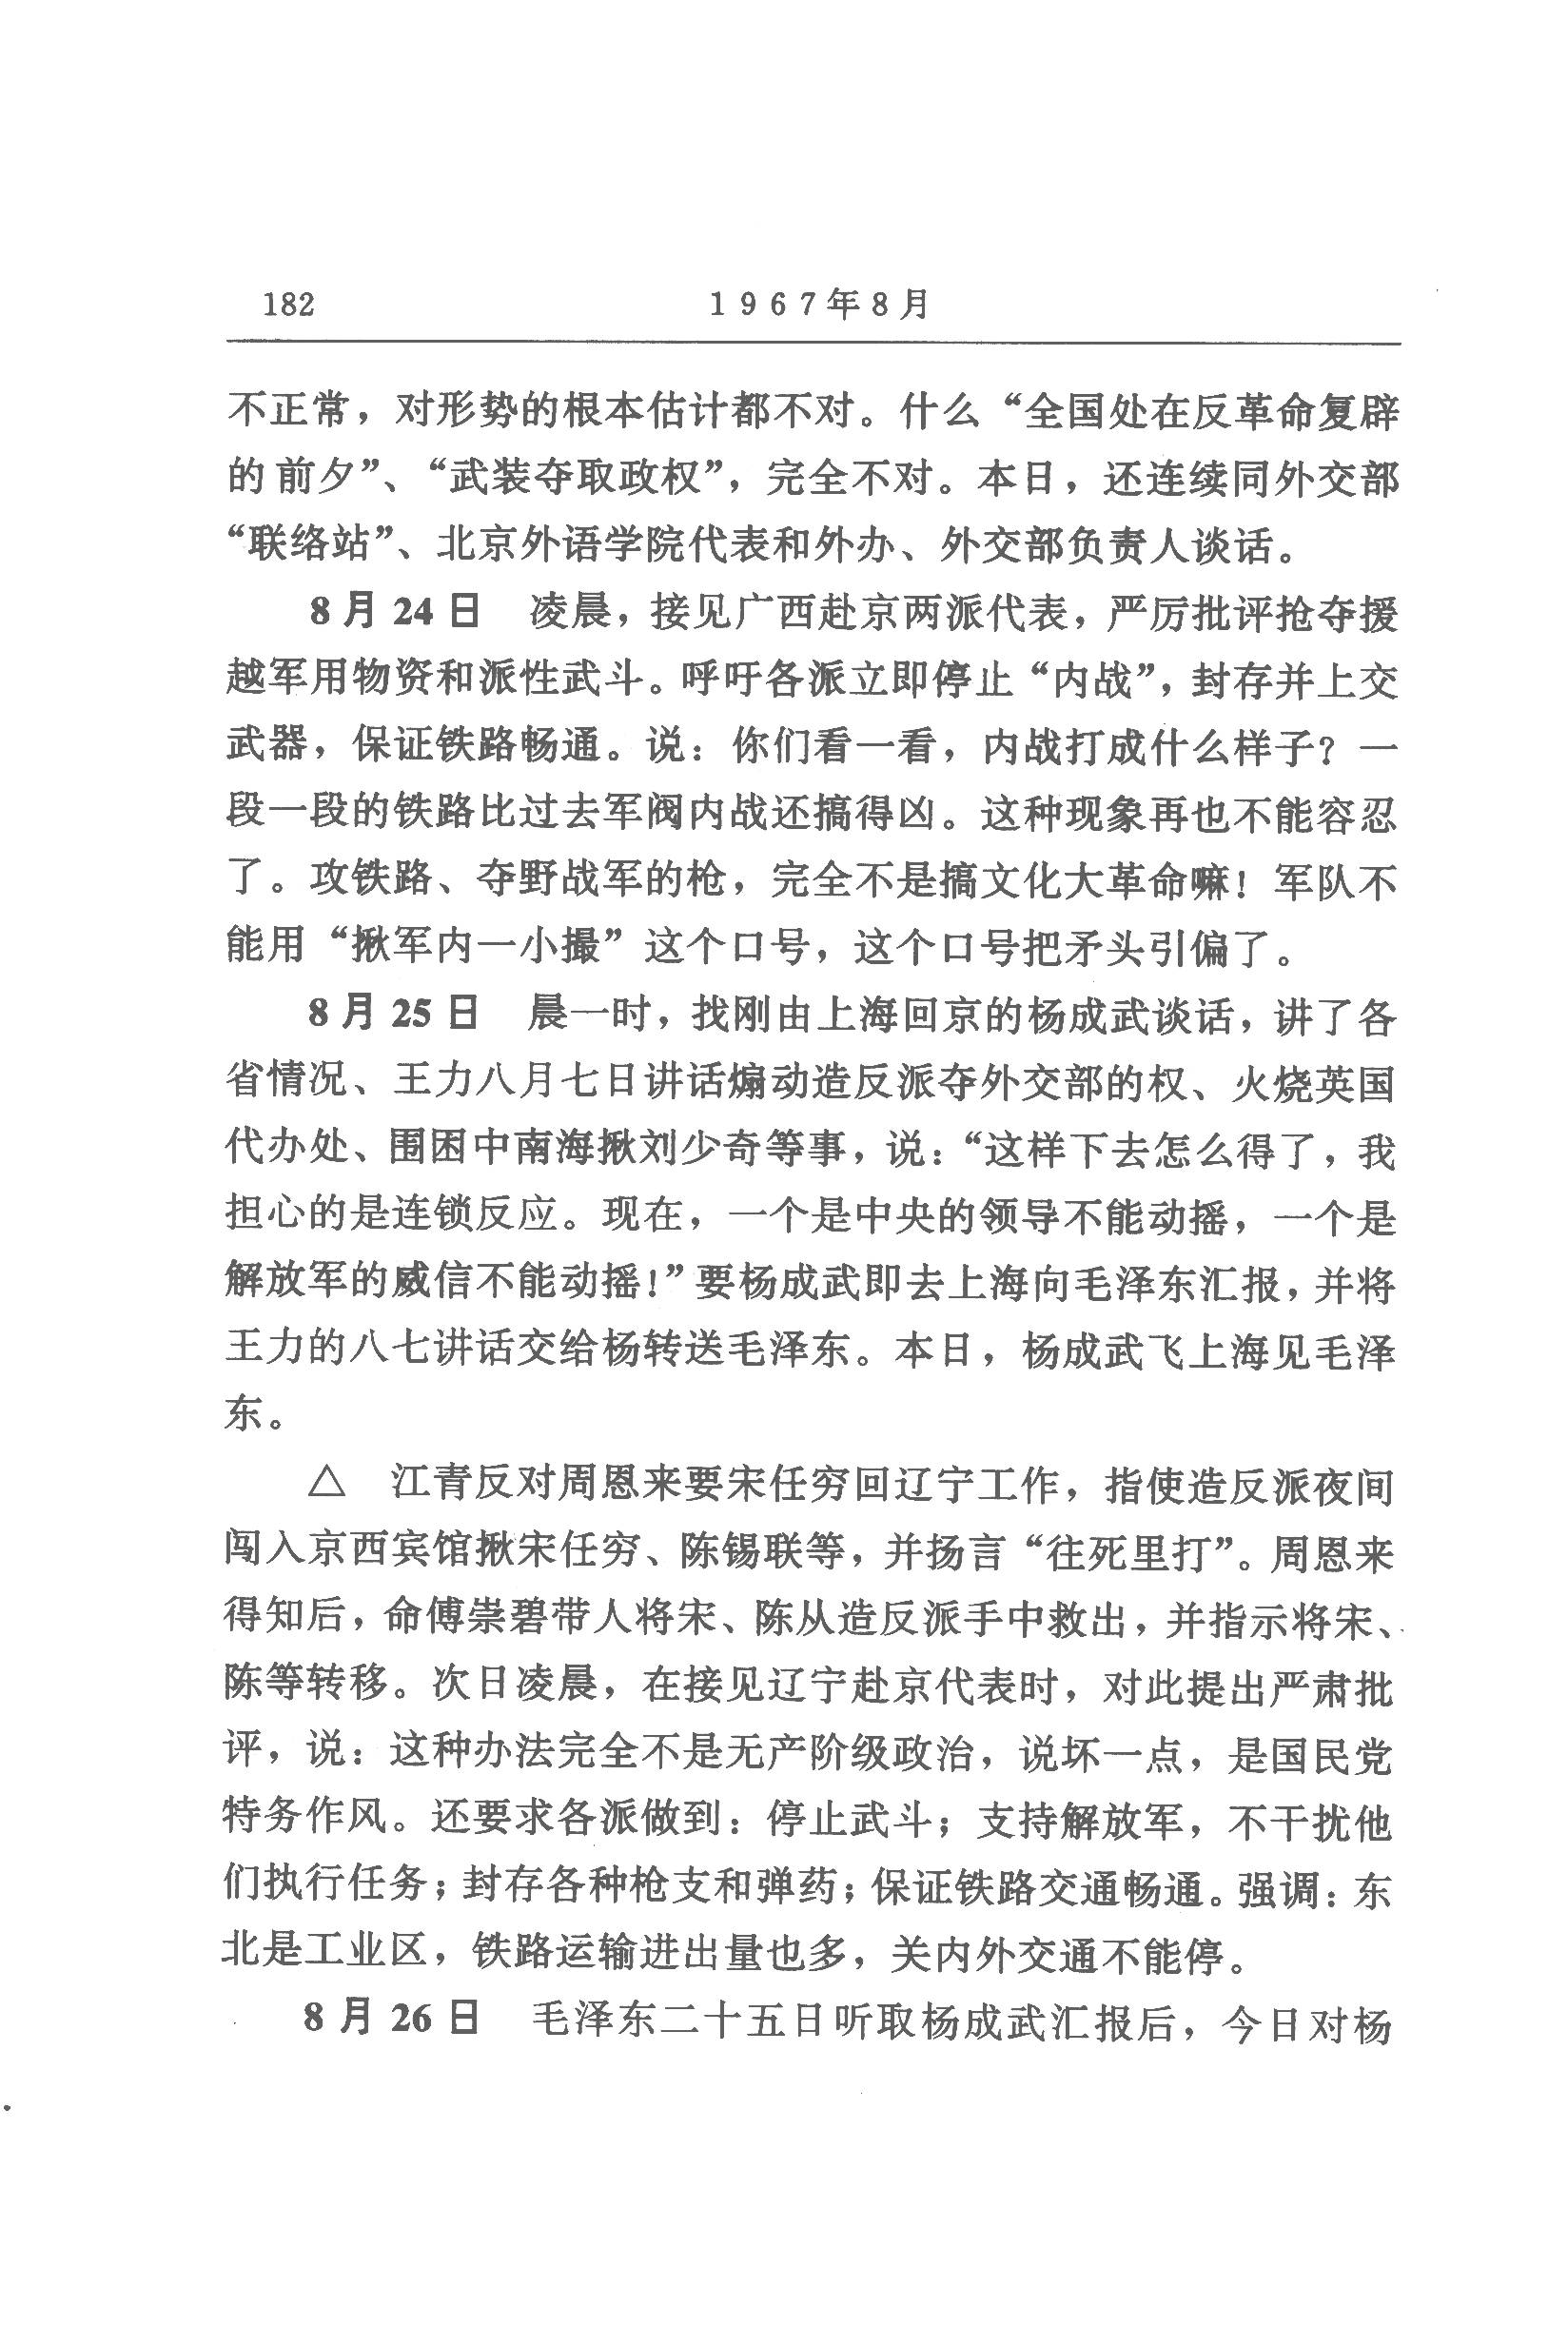 182
1967年8月
不正常，对形势的根本估计都不对。什么“全国处在反革命复辟
的前夕”、“武装夺取政权”，完全不对。本日，还连续同外交部
“联络站”、北京外语学院代表和外办、外交部负责人谈话。
8月24日　凌晨，接见广西赴京两派代表，严厉批评抢夺援
越军用物资和派性武斗。呼吁各派立即停止“内战”，封存并上交
武器，保证铁路畅通。说：你们看一看，内战打成什么样子？一
段一段的铁路比过去军阀内战还搞得凶。这种现象再也不能容忍
了。攻铁路、夺野战军的枪，完全不是搞文化大革命嘛！军队不
能用“揪军内一小撮”这个口号，这个口号把矛头引偏了。
8月25日　晨一时，找刚由上海回京的杨成武谈话，讲了各
省情况、王力八月七日讲话煽动造反派夺外交部的权、火烧英国
代办处、围困中南海揪刘少奇等事，说：“这样下去怎么得了，我
担心的是连锁反应。现在，一个是中央的领导不能动摇，一个是
解放军的威信不能动摇！”要杨成武即去上海向毛泽东汇报，并将
王力的八七讲话交给杨转送毛泽东。本日，杨成武飞上海见毛泽
东。
△　江青反对周恩来要宋任穷回辽宁工作，指使造反派夜间
闯入京西宾馆揪宋任穷、陈锡联等，并扬言“往死里打”。周恩来
得知后，命傅崇碧带人将宋、陈从造反派手中救出，并指示将宋、
陈等转移。次日凌晨，在接见辽宁赴京代表时，对此提出严肃批
评，说：这种办法完全不是无产阶级政治，说坏一点，是国民党
特务作风。还要求各派做到：停止武斗；支持解放军，不干扰他
们执行任务；封存各种枪支和弹药；保证铁路交通畅通。强调：东
北是工业区，铁路运输进出量也多，关内外交通不能停。
8月26日　毛泽东二十五日听取杨成武汇报后，今日对杨